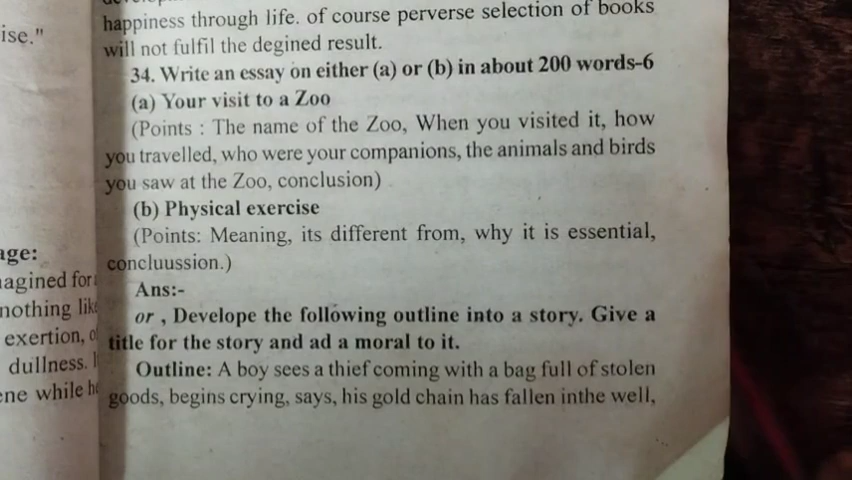 ise."
age:
nothing like
exertion, o
dullness. I
ene while he
happiness through life. of course perverse selection of books
will not fulfil the degined result.
34. Write an essay on either (a) or (b) in about 200 words-6
(a) Your visit to a Zoo
(Points : The name of the Zoo, When you visited it, how
you travelled, who were your companions, the animals and birds
you saw at the Zoo, conclusion)
(b) Physical exercise
(Points: Meaning, its different from, why it is essential,
concluussion.)
Ans:-
or , Develope the following outline into a story. Give a
title for the story and ad a moral to it.
Outline: A boy sees a thief coming with a bag full of stolen
goods, begins crying, says, his gold chain has fallen inthe well,